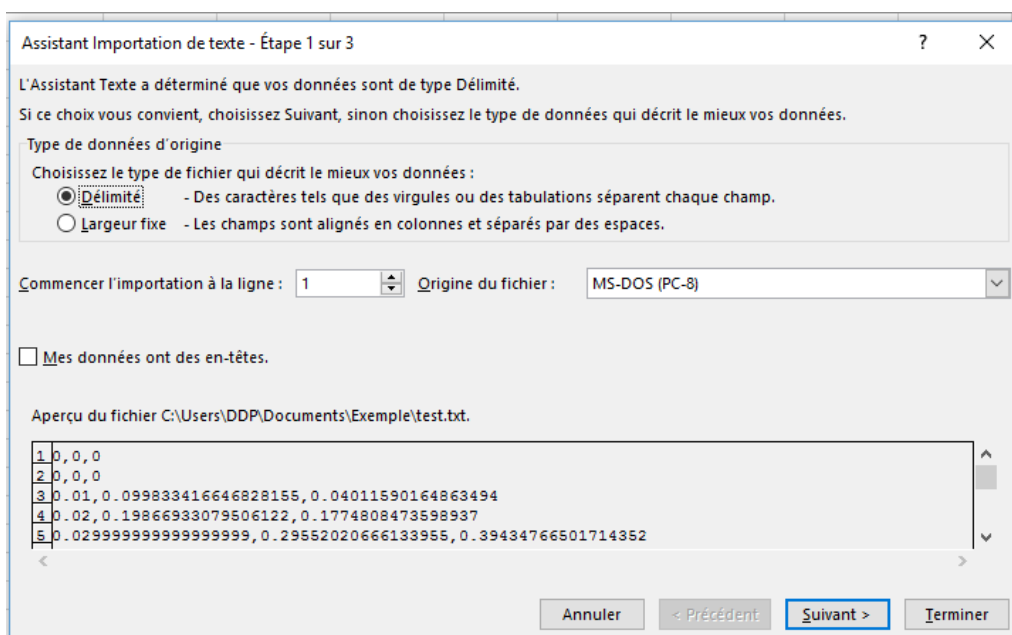 Assistant Importation de texte - Étape 1 sur 3 ?
L'Assistant Texte a déterminé que vos données sont de type Délimité.
Si ce choix vous convient, choisissez Suivant, sinon choisissez le type de données qui décrit le mieux vos données.
Type de données d'origine
Choisissez le type de fichier qui décrit le mieux vos données :
Délimité - Des caractères tels que des virgules ou des tabulations séparent chaque champ.
Largeur fixe - Les champs sont alignés en colonnes et séparés par des espaces.
Commencer l'importation à la ligne : 1 Origine du fichier : MS-DOS (PC-8)
Mes données ont des en-têtes.
Aperçu du fichier C:\Users\DDP\Documents\Exemple\test.txt.
1 0,0,0
2 0,0,0
3 0.01,0.099833416646828155,0.04011590164863494
4 0.02,0.19866933079506122,0.1774808473598937
5 0.029999999999999999,0.29552020666133955,0.39434766501714352
Annuler < Précédent Suivant > Terminer